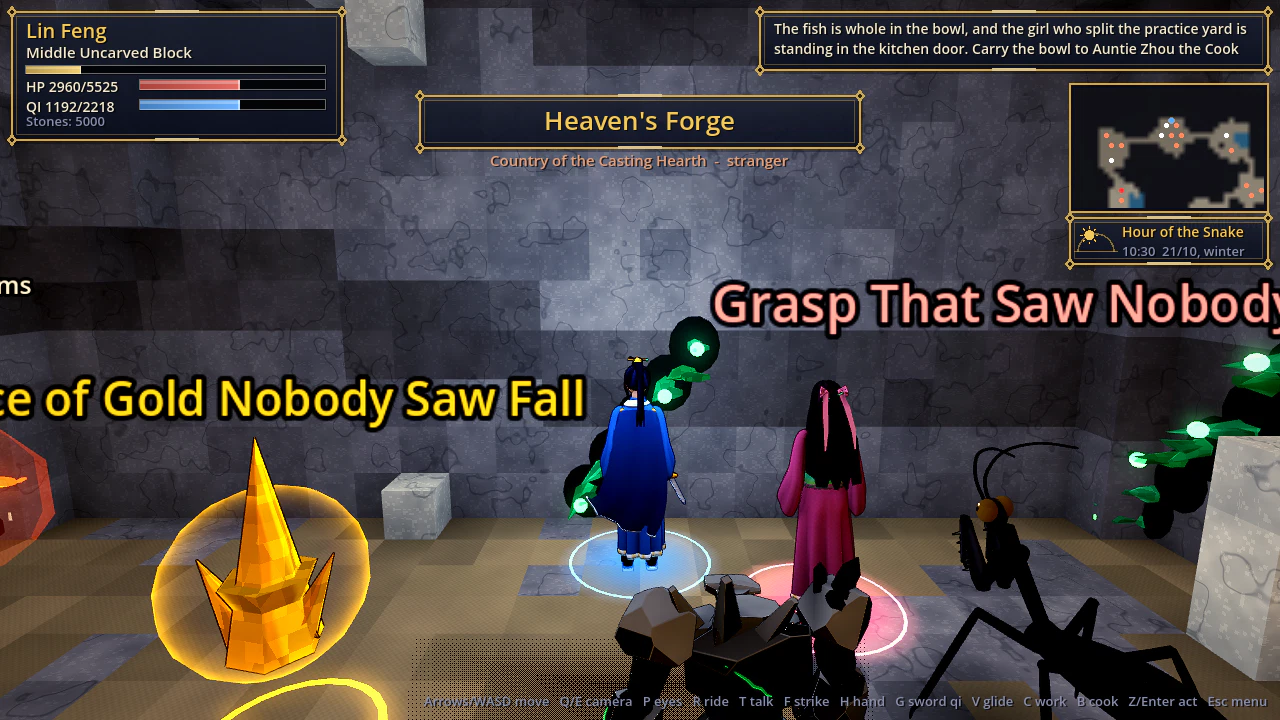 Lin Feng
Middle Uncarved Block
HP 2960/5525
QI 1192/2218
Stones: 5000
The fish is whole in the bowl, and the girl who split the practice yard is
standing in the kitchen door. Carry the bowl to Auntie Zhou the Cook
Heaven's Forge
Country of the Casting Hearth - stranger
Hour of the Snake
10:30 21/10, winter
Grasp That Saw Nobody
of Gold Nobody Saw Fall
Arrows/WASD move Q/E camera P eyes R ride T talk F strike H hand G sword qi V glide C work B cook Z/Enter act Esc menu